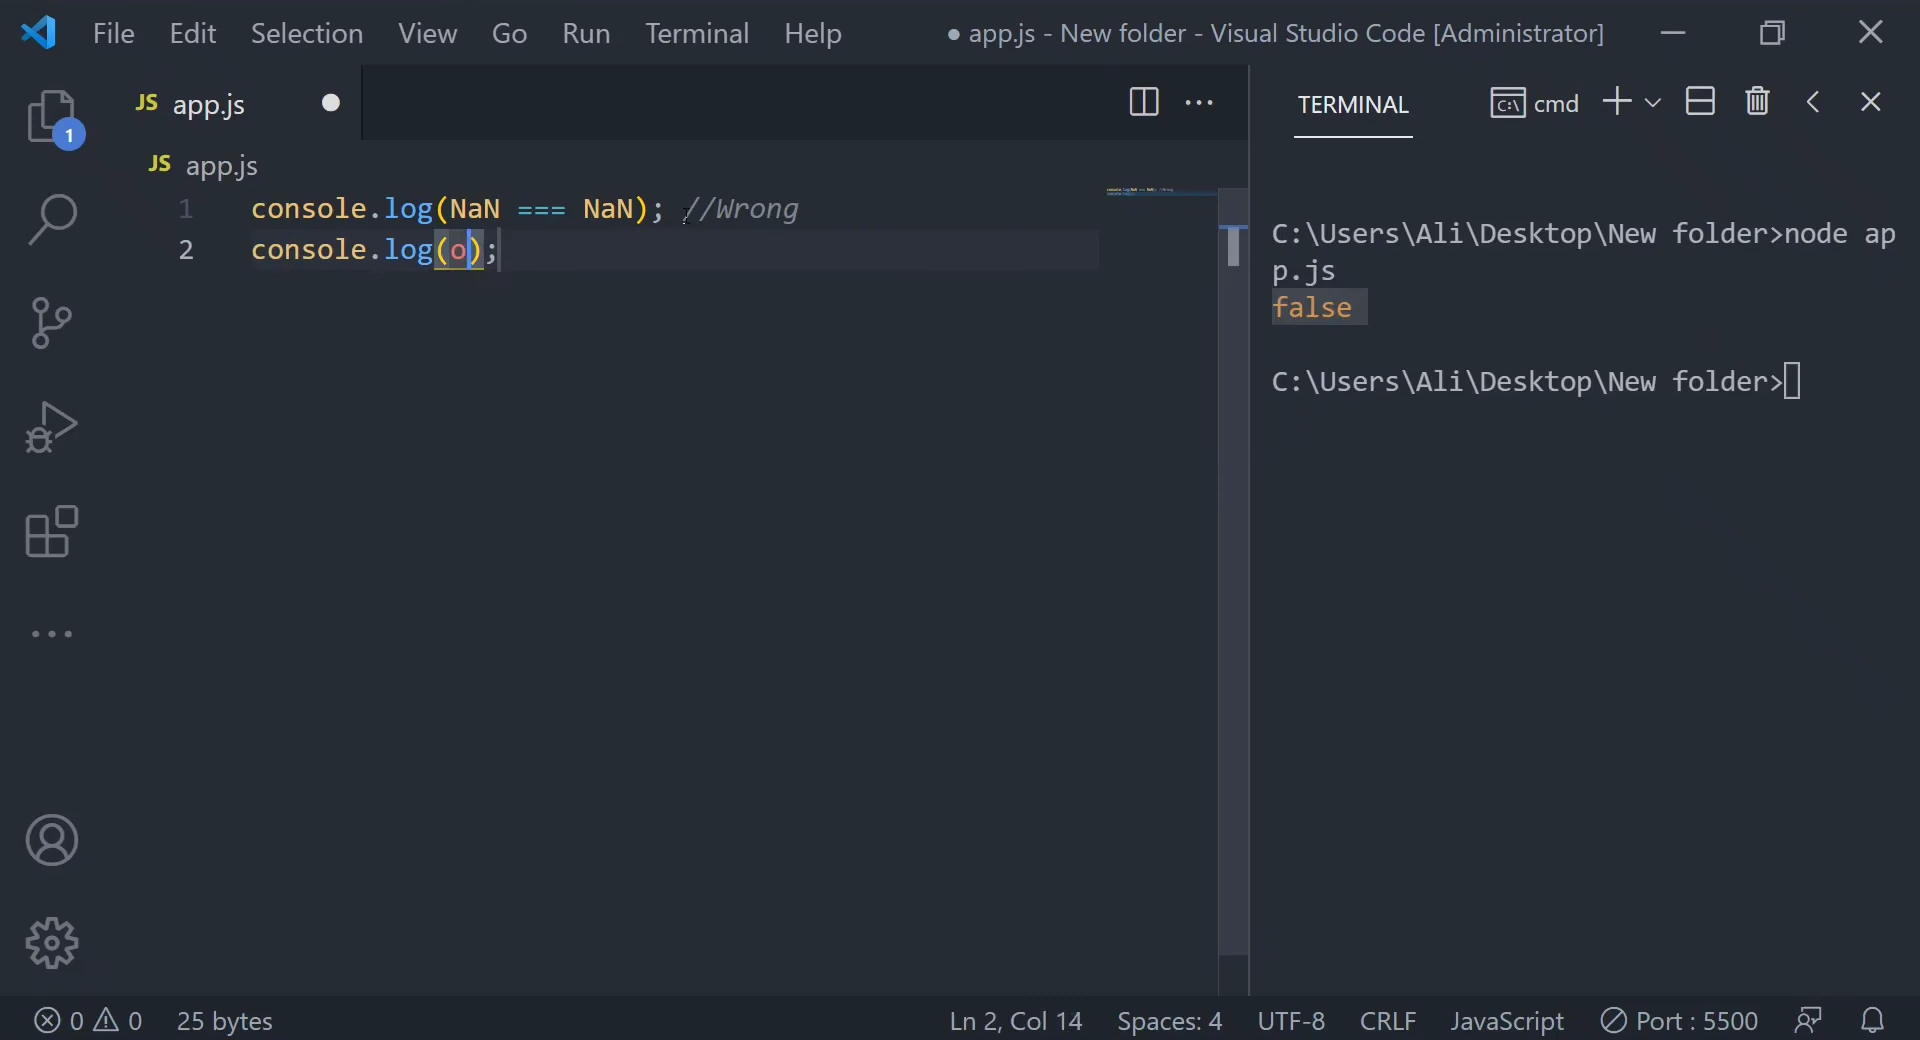 File Edit Selection View Go Run Terminal Help ● app.js - New folder - Visual Studio Code [Administrator]
JS app.js
TERMINAL cmd
JS app.js
1 console.log(NaN === NaN); //Wrong
2 console.log(o);
C:\Users\Ali\Desktop\New folder>node ap
p.js
false
C:\Users\Ali\Desktop\New folder>
1
0 0 25 bytes Ln 2, Col 14 Spaces: 4 UTF-8 CRLF JavaScript Port : 5500